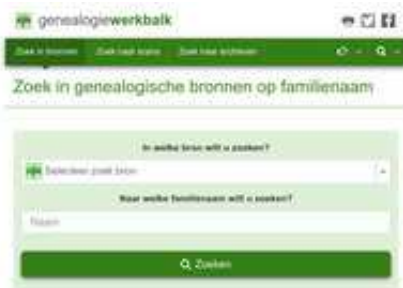 genealogiewerkbalk
Zoek in bronnen Zoek naar scans Zoek naar archieven
Zoek in genealogische bronnen op familienaam
In welke bron wilt u zoeken?
Selecteer zoek bron
Naar welke familienaam wilt u zoeken?
Naam
Zoeken